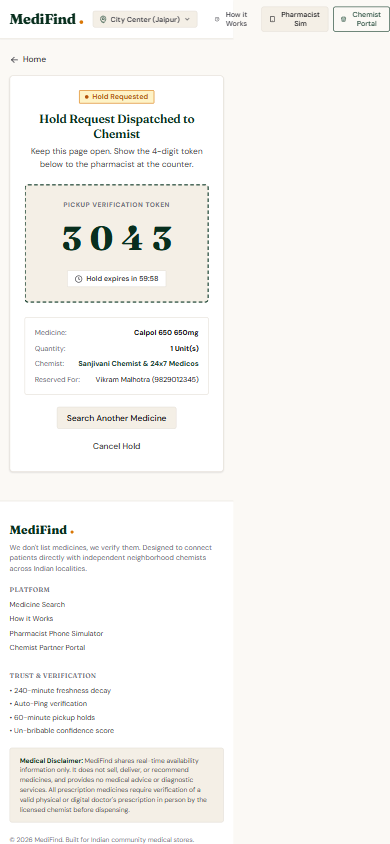 MediFind.
City Center (Jaipur)
How it
Works
Pharmacist
Sim
Chemist
Portal
Home
Hold Requested
Hold Request Dispatched to
Chemist
Keep this page open. Show the 4-digit token
below to the pharmacist at the counter.
PICKUP VERIFICATION TOKEN
3043
Hold expires in 59:58
Medicine: Calpol 650 650mg
Quantity: 1 Unit(s)
Chemist: Sanjivani Chemist & 24x7 Medicos
Reserved For: Vikram Malhotra (9829012345)
Search Another Medicine
Cancel Hold
MediFind.
We don't list medicines, we verify them. Designed to connect
patients directly with independent neighborhood chemists
across Indian localities.
PLATFORM
Medicine Search
How it Works
Pharmacist Phone Simulator
Chemist Partner Portal
TRUST & VERIFICATION
• 240-minute freshness decay
• Auto-Ping verification
• 60-minute pickup holds
• Un-bribable confidence score
Medical Disclaimer: MediFind shares real-time availability
information only. It does not sell, deliver, or recommend
medicines, and provides no medical advice or diagnostic
services. All prescription medicines require verification of a
valid physical or digital doctor's prescription in person by the
licensed chemist before dispensing.
© 2026 MediFind. Built for Indian community medical stores.